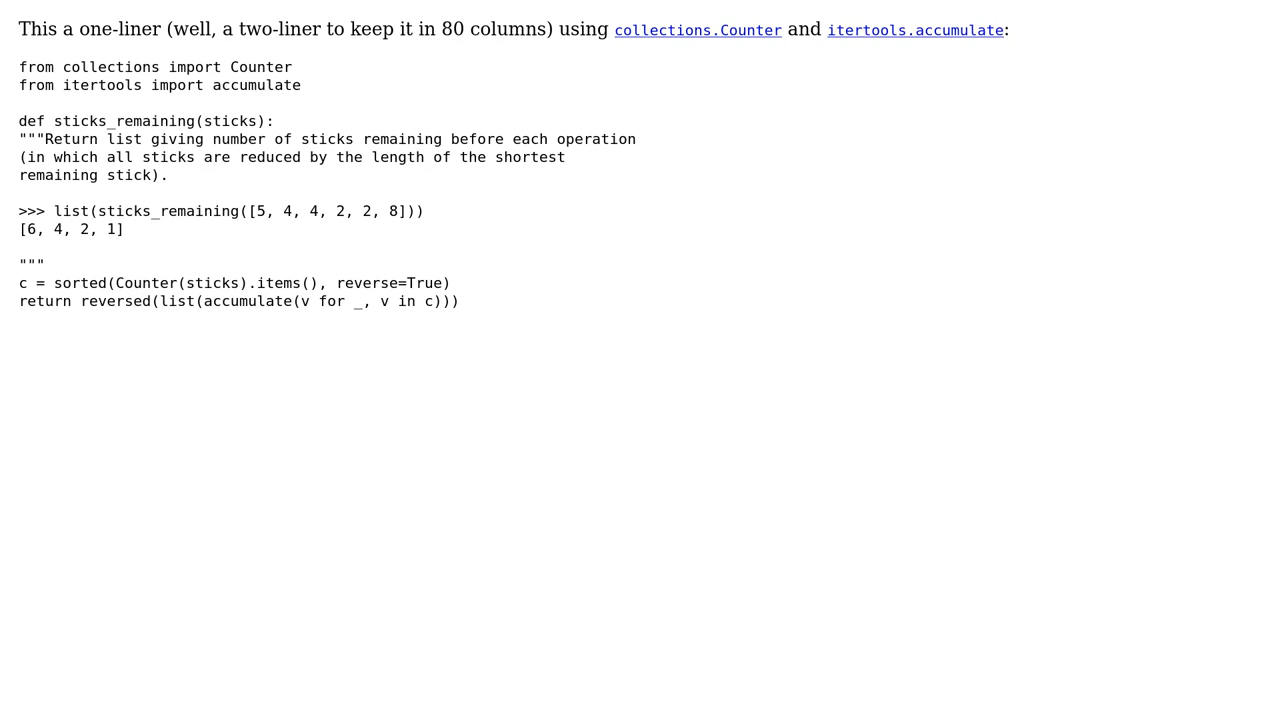 This a one-liner (well, a two-liner to keep it in 80 columns) using collections.Counter and itertools.accumulate:
from collections import Counter
from itertools import accumulate
def sticks_remaining(sticks):
"""Return list giving number of sticks remaining before each operation
(in which all sticks are reduced by the length of the shortest
remaining stick).
>>> list(sticks_remaining([5, 4, 4, 2, 2, 8]))
[6, 4, 2, 1]
"""
c = sorted(Counter(sticks).items(), reverse=True)
return reversed(list(accumulate(v for _, v in c)))